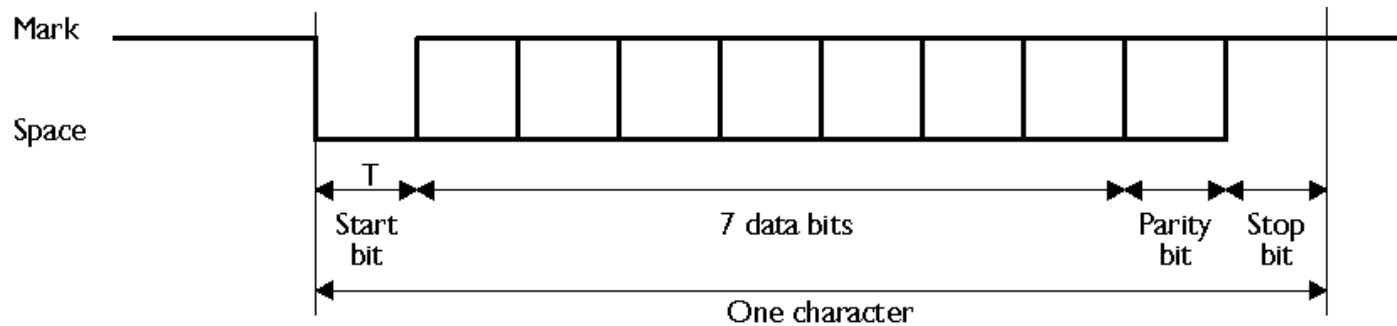 Mark
Space
T
Start
bit
7 data bits
Parity
bit
Stop
bit
One character